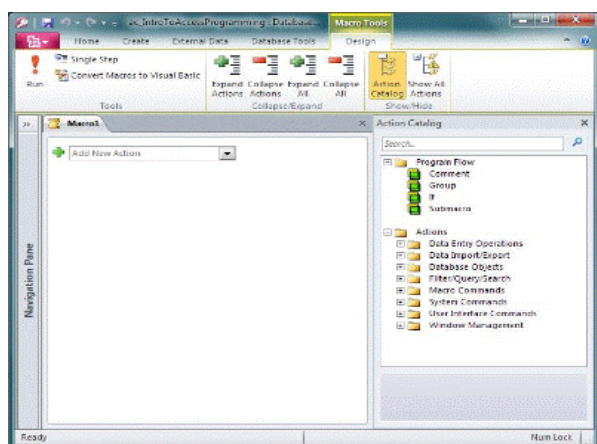 ac_IntroToAccessProgramming : Database... Macro Tools
Home Create External Data Database Tools Design
Run
Single Step
Convert Macros to Visual Basic
Tools
Expand Actions Collapse Actions Expand All Collapse All
Collapse/Expand
Action Catalog Show All Actions
Show/Hide
Navigation Pane
Macro1
Add New Action
Action Catalog
Search...
Program Flow
Comment
Group
If
Submacro
Actions
Data Entry Operations
Data Import/Export
Database Objects
Filter/Query/Search
Macro Commands
System Commands
User Interface Commands
Window Management
Ready
Num Lock